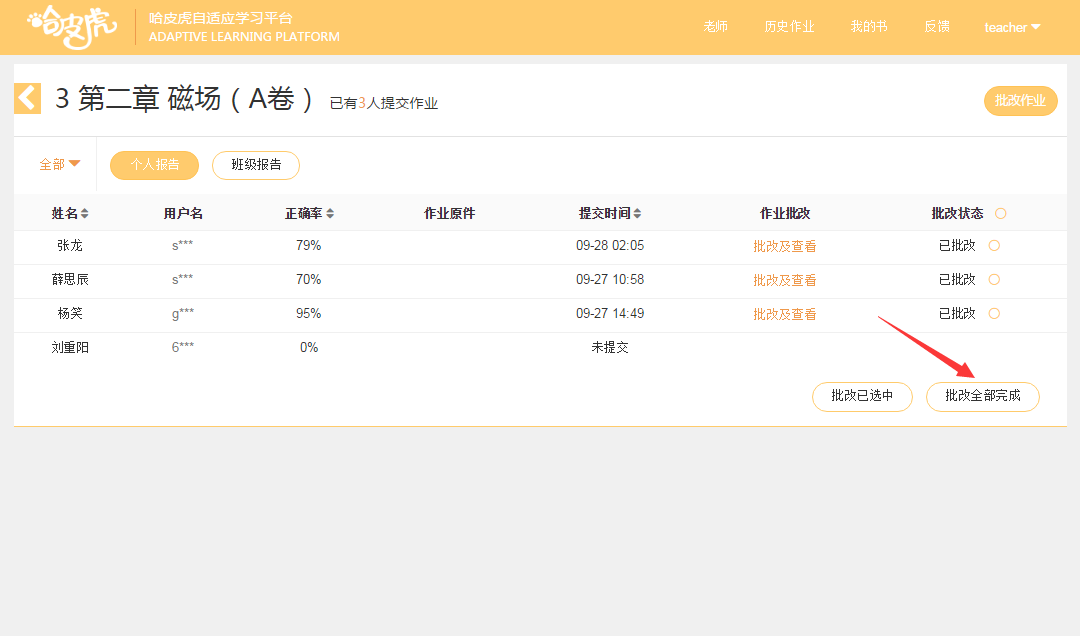 哈皮虎
哈皮虎自适应学习平台
ADAPTIVE LEARNING PLATFORM
老师 历史作业 我的书 反馈 teacher
3 第二章 磁场（A卷） 已有3人提交作业 批改作业
全部 个人报告 班级报告
姓名 用户名 正确率 作业原件 提交时间 作业批改 批改状态
张龙 s*** 79% 09-28 02:05 批改及查看 已批改
薛思辰 s*** 70% 09-27 10:58 批改及查看 已批改
杨笑 g*** 95% 09-27 14:49 批改及查看 已批改
刘重阳 6*** 0% 未提交
批改已选中 批改全部完成